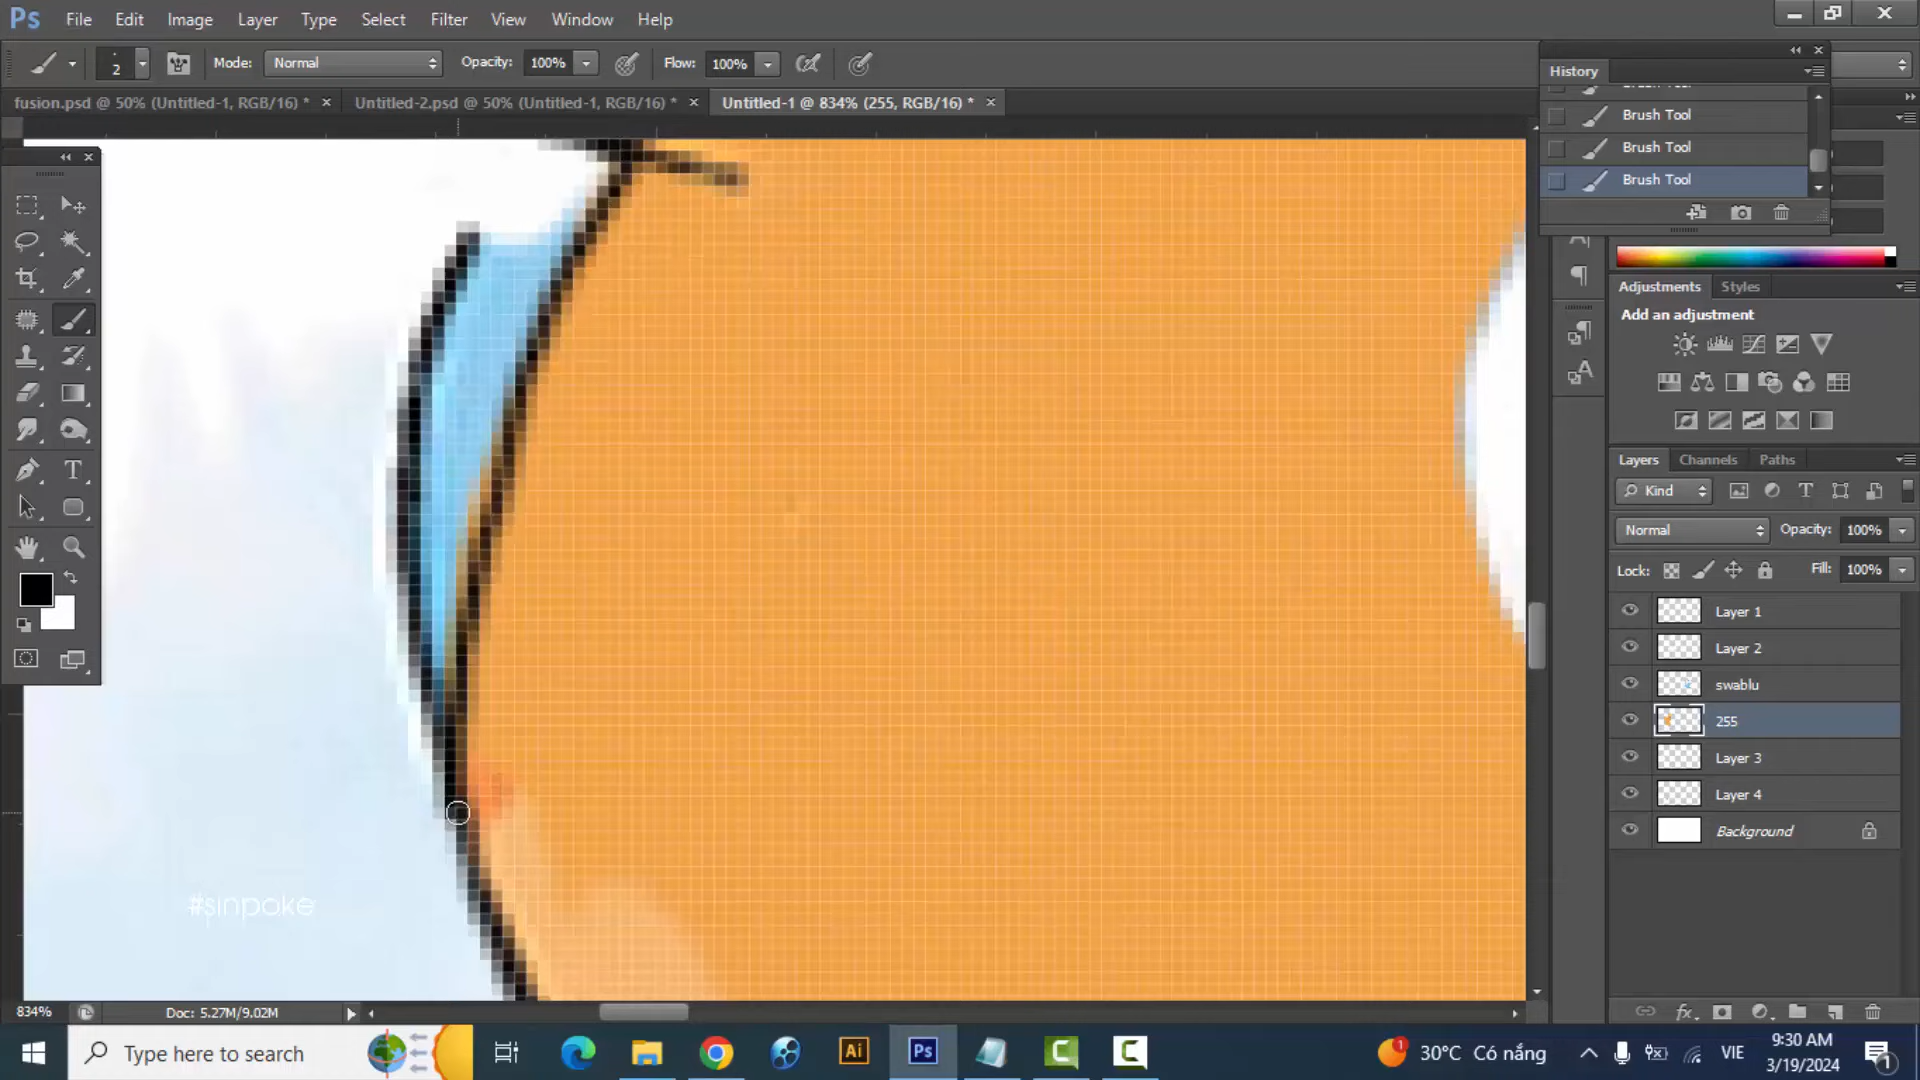 Ps File Edit Image Layer Type Select Filter View Window Help
2 Mode: Normal Opacity: 100% Flow: 100%
fusion.psd @ 50% (Untitled-1, RGB/16) * Untitled-2.psd @ 50% (Untitled-1, RGB/16) * Untitled-1 @ 834% (255, RGB/16) *
History
Brush Tool
Brush Tool
Brush Tool
Adjustments Styles
Add an adjustment
Layers Channels Paths
Kind
Normal Opacity: 100%
Lock: Fill: 100%
Layer 1
Layer 2
swablu
255
Layer 3
Layer 4
Background
#sinpoke
834% Doc: 5.27M/9.02M
Type here to search Ai Ps 1 30°C Có nắng VIE 9:30 AM
3/19/2024 1